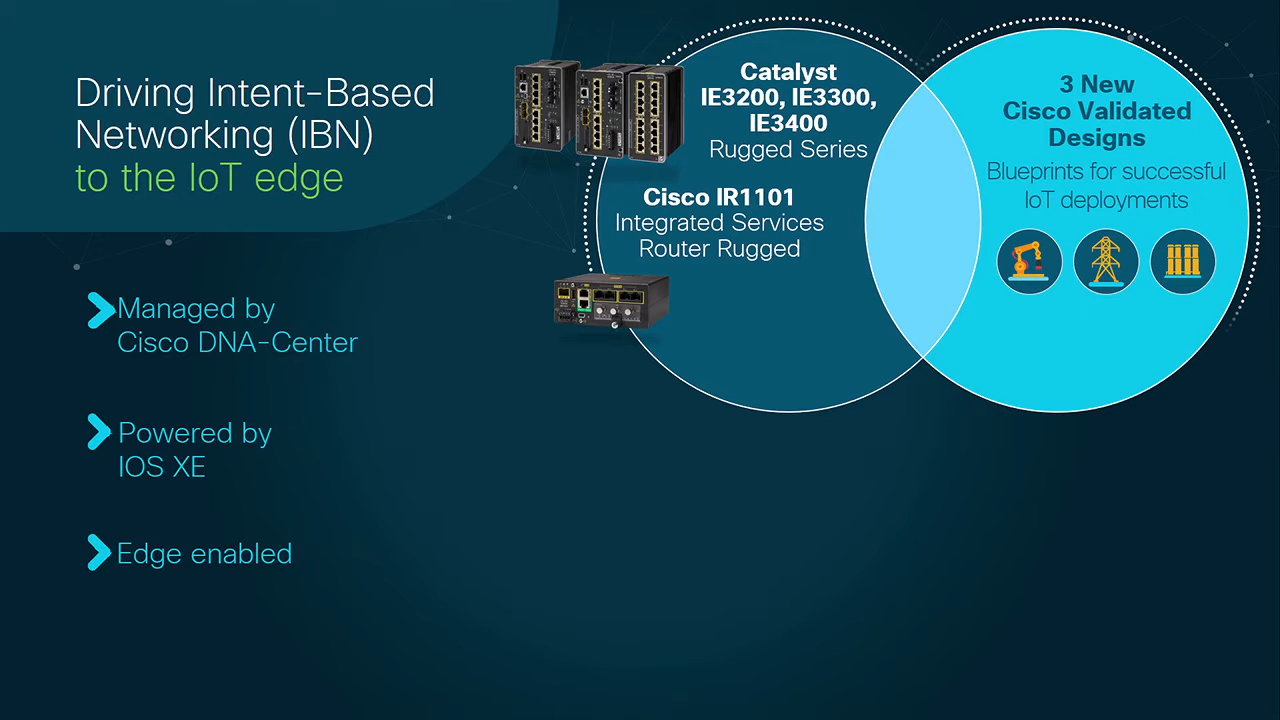 Driving Intent-Based
Networking (IBN)
to the IoT edge
Managed by
Cisco DNA-Center
Powered by
IOS XE
Edge enabled
Catalyst
IE3200, IE3300,
IE3400
Rugged Series
Cisco IR1101
Integrated Services
Router Rugged
3 New
Cisco Validated
Designs
Blueprints for successful
IoT deployments